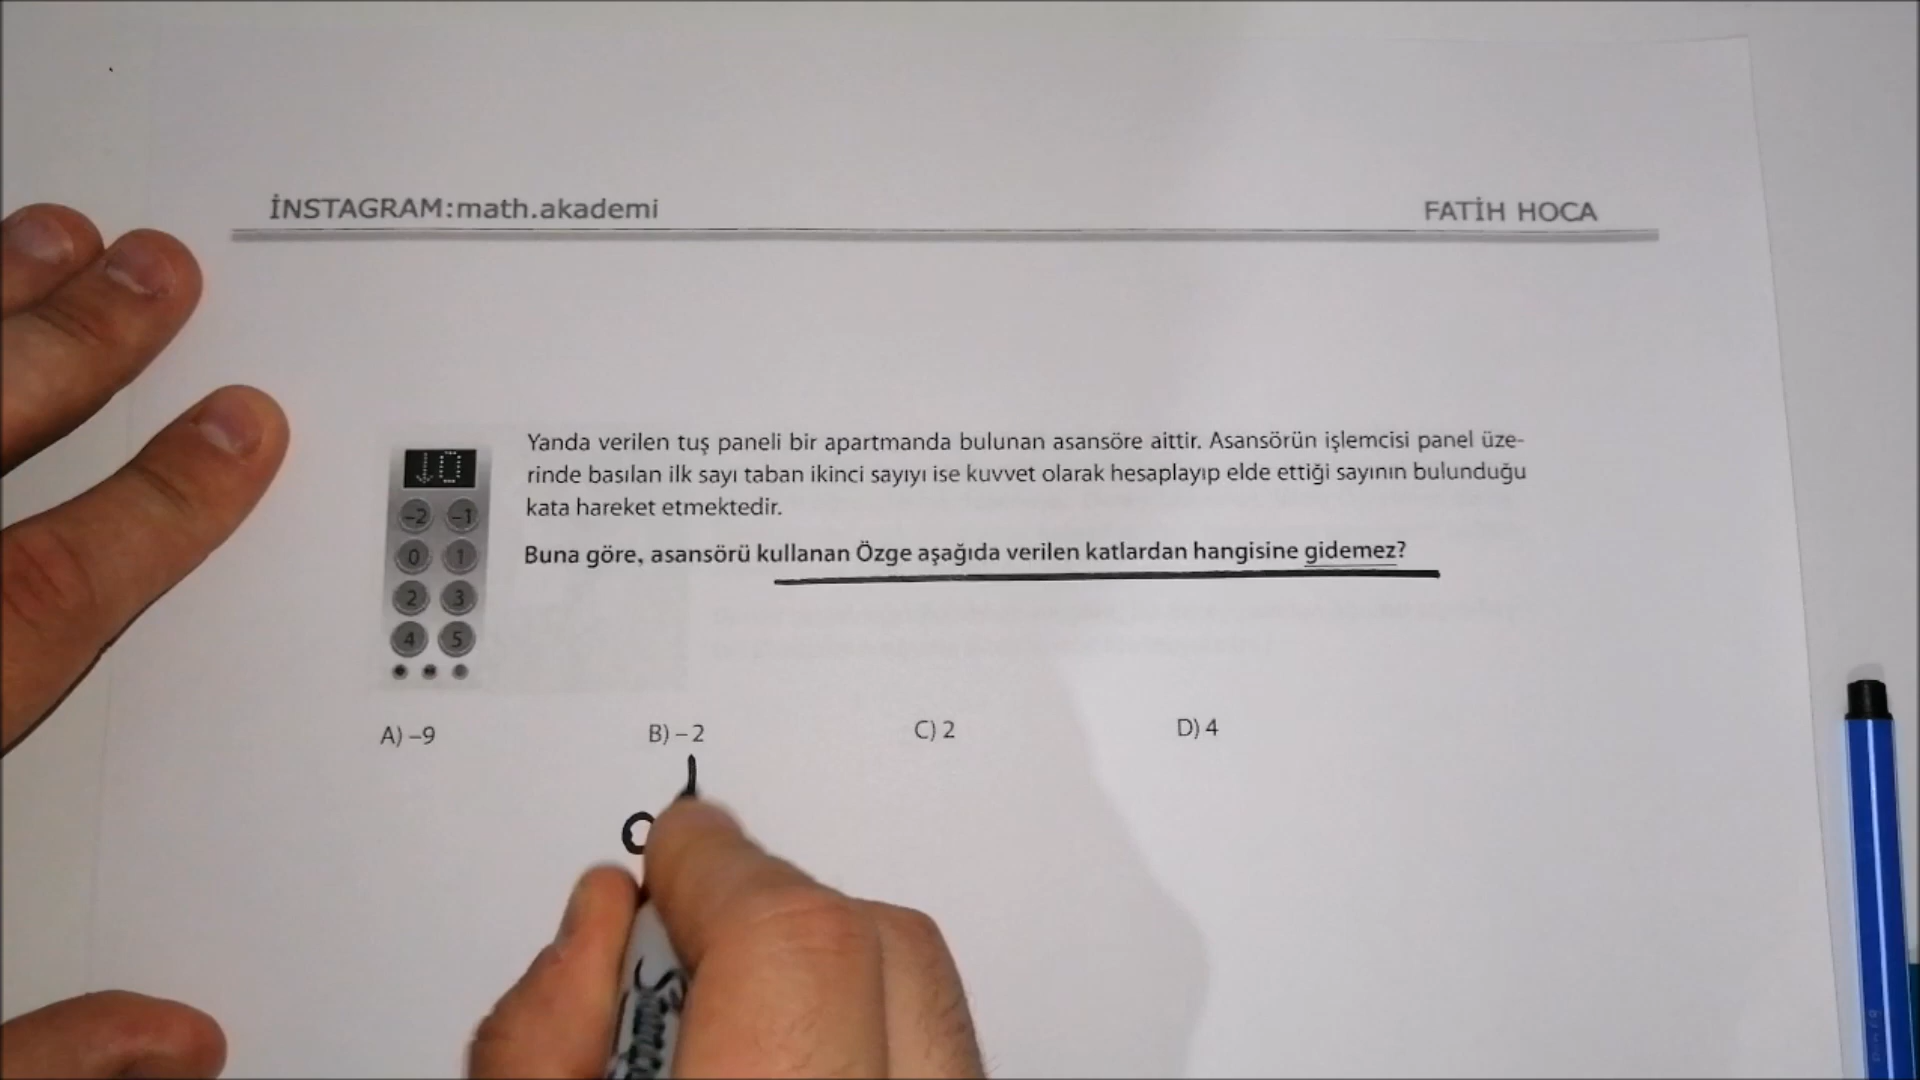 İNSTAGRAM:math.akademi
FATİH HOCA
Yanda verilen tuş paneli bir apartmanda bulunan asansöre aittir. Asansörün işlemcisi panel üze-
rinde basılan ilk sayı taban ikinci sayıyı ise kuvvet olarak hesaplayıp elde ettiği sayının bulunduğu
kata hareket etmektedir.
Buna göre, asansörü kullanan Özge aşağıda verilen katlardan hangisine gidemez?
↓0
-2 -1
0 1
2 3
4 5
A) –9
B) – 2
C) 2
D) 4